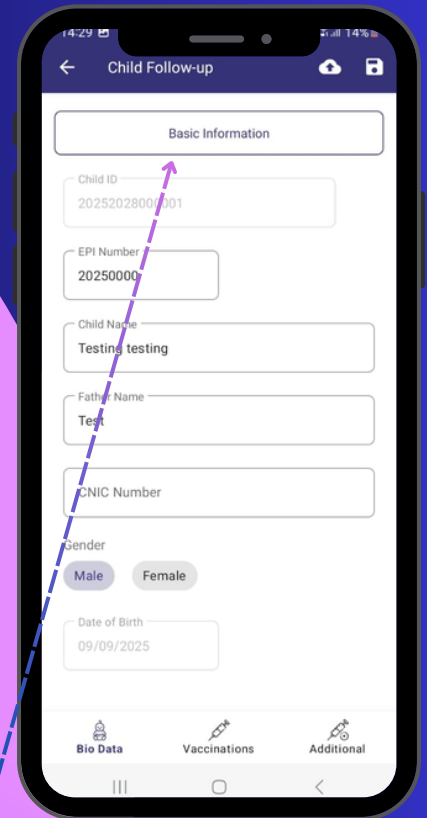 14:29 14%
Child Follow-up
Basic Information
Child ID
20252028000001
EPI Number
20250000
Child Name
Testing testing
Father Name
Test
CNIC Number
Gender
Male Female
Date of Birth
09/09/2025
Bio Data Vaccinations Additional